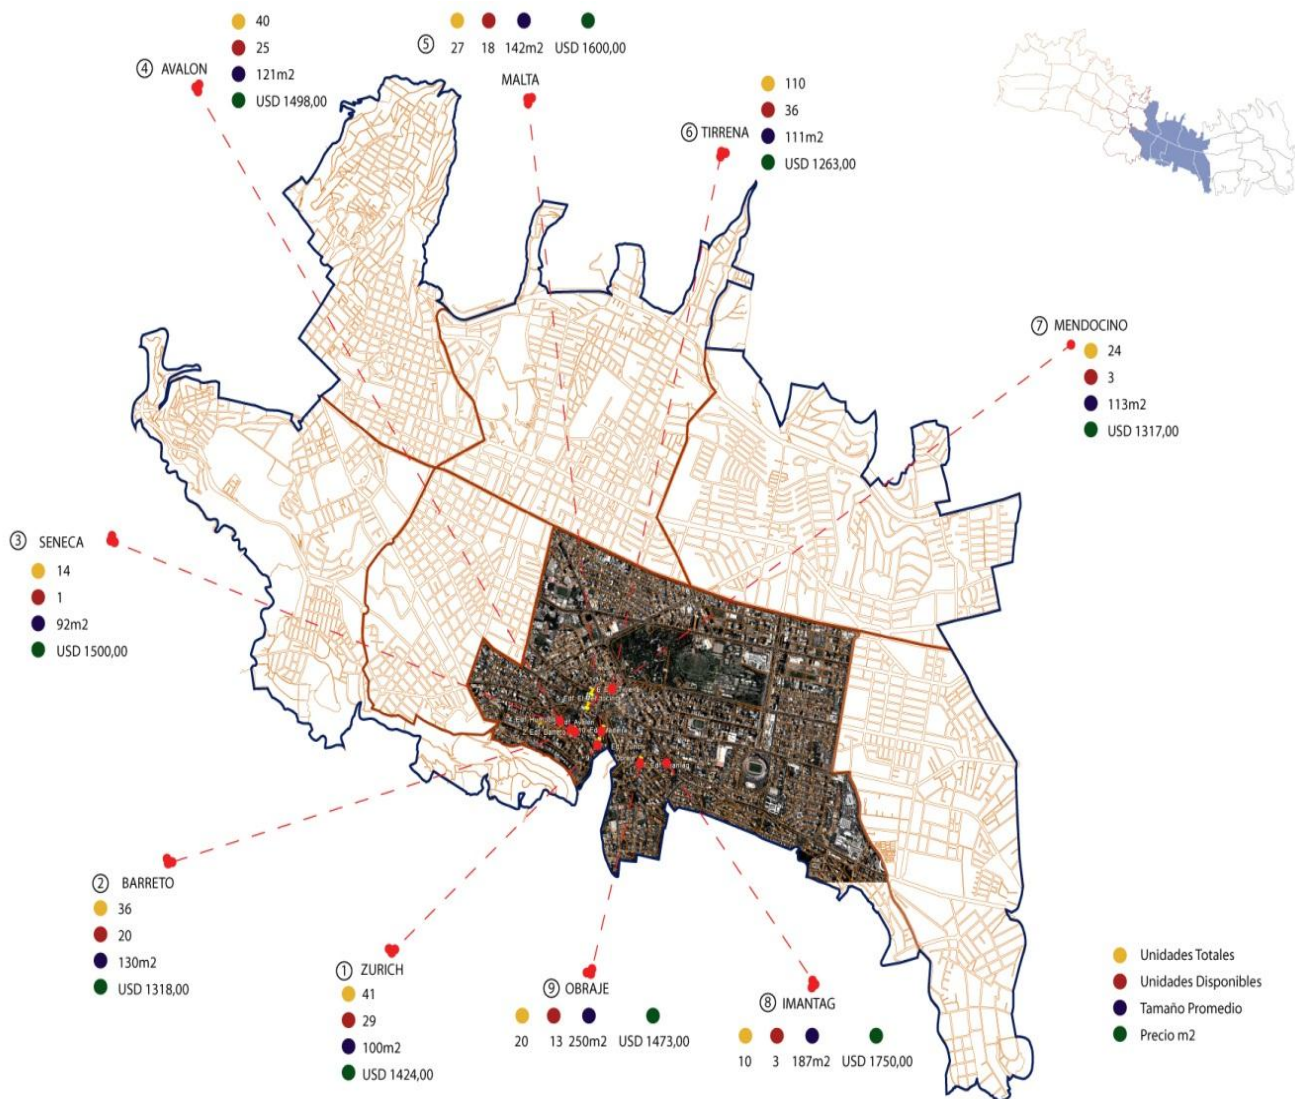 40
25
④ AVALON
121m2
USD 1498,00
⑤ 27 18 142m2 USD 1600,00
MALTA
110
36
⑥ TIRRENA
111m2
USD 1263,00
⑦ MENDOCINO
24
3
113m2
USD 1317,00
③ SENECA
14
1
92m2
USD 1500,00
② BARRETO
36
20
130m2
USD 1318,00
① ZURICH
41
29
100m2
USD 1424,00
⑨ OBRAJE
20 13 250m2 USD 1473,00
⑧ IMANTAG
10 3 187m2 USD 1750,00
Unidades Totales
Unidades Disponibles
Tamaño Promedio
Precio m2